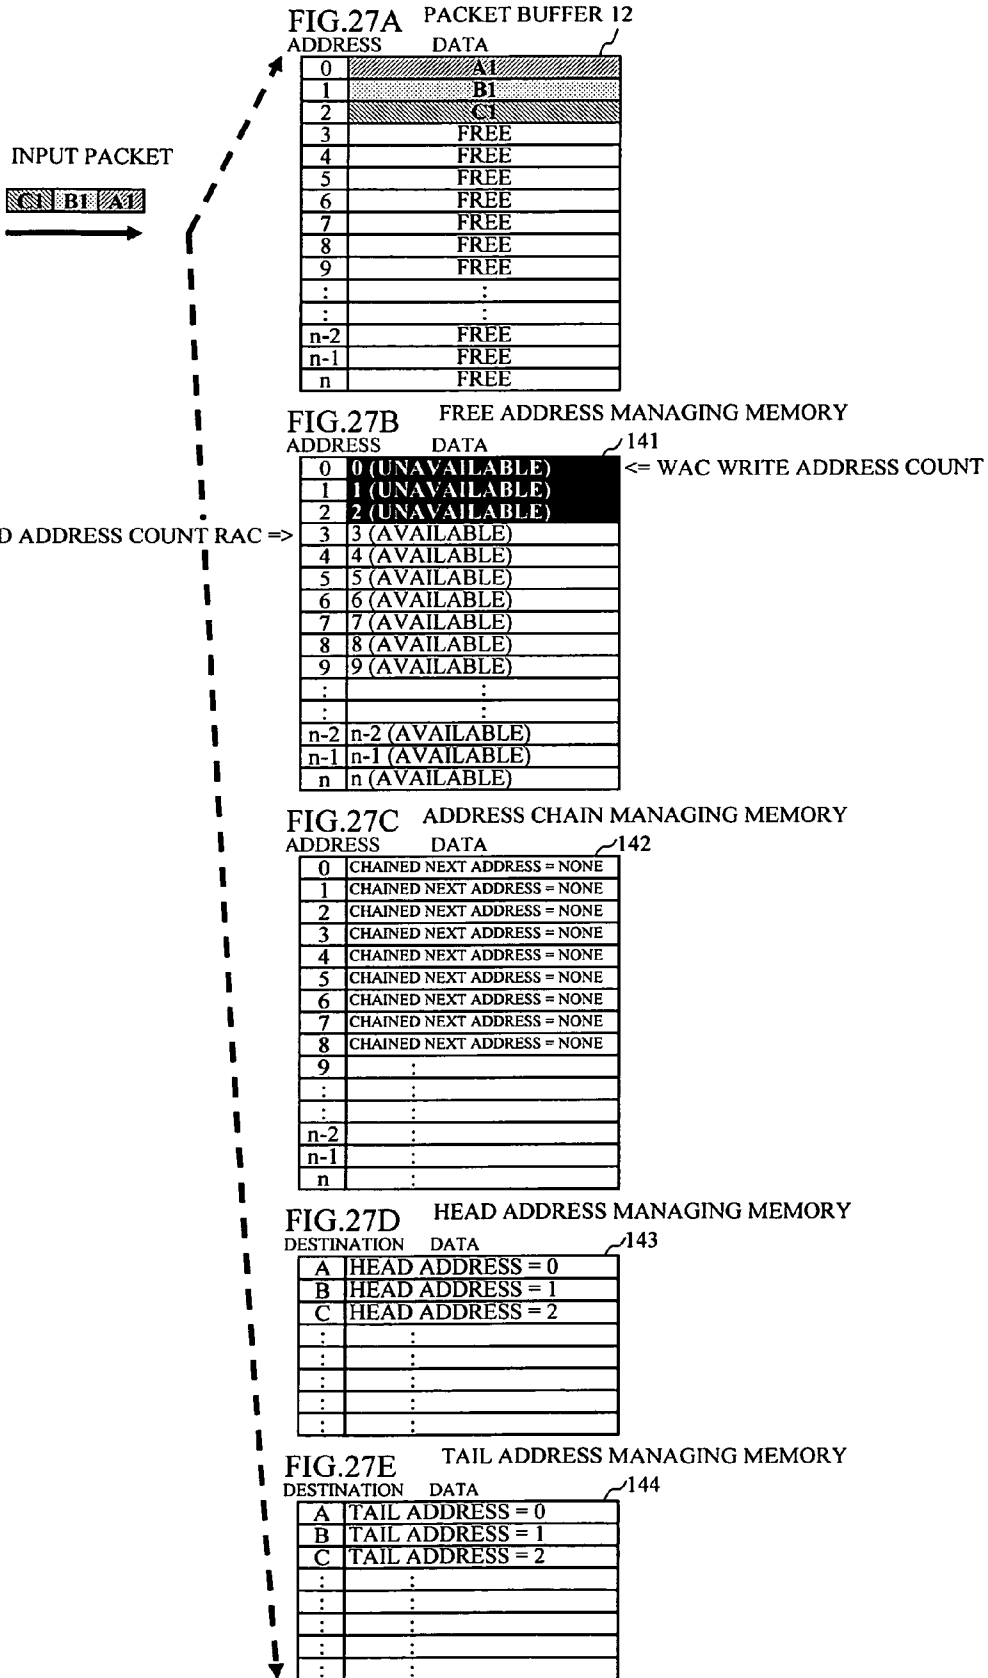 FIG.27A PACKET BUFFER 12
ADDRESS DATA
0 A1
1 B1
2 C1
3 FREE
4 FREE
5 FREE
6 FREE
7 FREE
8 FREE
9 FREE
: :
: :
n-2 FREE
n-1 FREE
n FREE
INPUT PACKET
C1 B1 A1
FIG.27B FREE ADDRESS MANAGING MEMORY
ADDRESS DATA 141
0 0 (UNAVAILABLE) <= WAC WRITE ADDRESS COUNT
1 1 (UNAVAILABLE)
2 2 (UNAVAILABLE)
D ADDRESS COUNT RAC => 3 3 (AVAILABLE)
4 4 (AVAILABLE)
5 5 (AVAILABLE)
6 6 (AVAILABLE)
7 7 (AVAILABLE)
8 8 (AVAILABLE)
9 9 (AVAILABLE)
: :
: :
n-2 n-2 (AVAILABLE)
n-1 n-1 (AVAILABLE)
n n (AVAILABLE)
FIG.27C ADDRESS CHAIN MANAGING MEMORY
ADDRESS DATA 142
0 CHAINED NEXT ADDRESS = NONE
1 CHAINED NEXT ADDRESS = NONE
2 CHAINED NEXT ADDRESS = NONE
3 CHAINED NEXT ADDRESS = NONE
4 CHAINED NEXT ADDRESS = NONE
5 CHAINED NEXT ADDRESS = NONE
6 CHAINED NEXT ADDRESS = NONE
7 CHAINED NEXT ADDRESS = NONE
8 CHAINED NEXT ADDRESS = NONE
9 :
: :
: :
n-2 :
n-1 :
n :
FIG.27D HEAD ADDRESS MANAGING MEMORY
DESTINATION DATA 143
A HEAD ADDRESS = 0
B HEAD ADDRESS = 1
C HEAD ADDRESS = 2
: :
: :
: :
: :
: :
FIG.27E TAIL ADDRESS MANAGING MEMORY
DESTINATION DATA 144
A TAIL ADDRESS = 0
B TAIL ADDRESS = 1
C TAIL ADDRESS = 2
: :
: :
: :
: :
: :